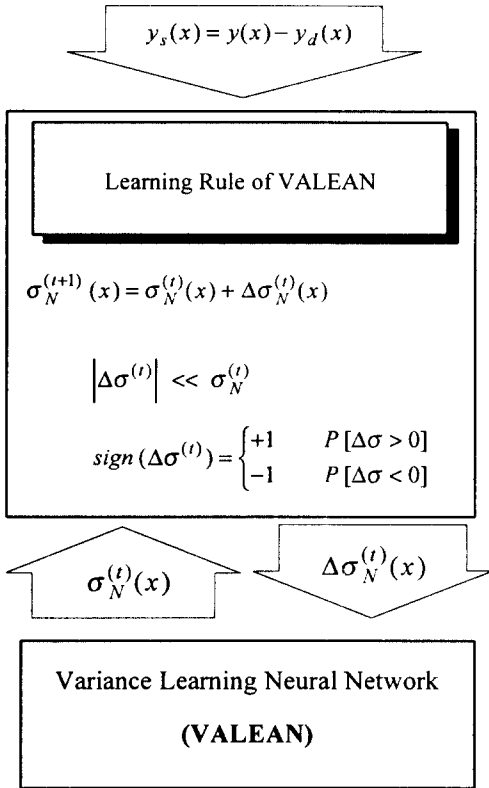 y_s(x) = y(x) − y_d(x)
Learning Rule of VALEAN
σ_N^(t+1) (x) = σ_N^(t)(x) + Δσ_N^(t)(x)
|Δσ^(t)| << σ_N^(t)
sign (Δσ^(t)) = { +1 P [Δσ > 0]
−1 P [Δσ < 0]
σ_N^(t)(x)
Δσ_N^(t)(x)
Variance Learning Neural Network
(VALEAN)